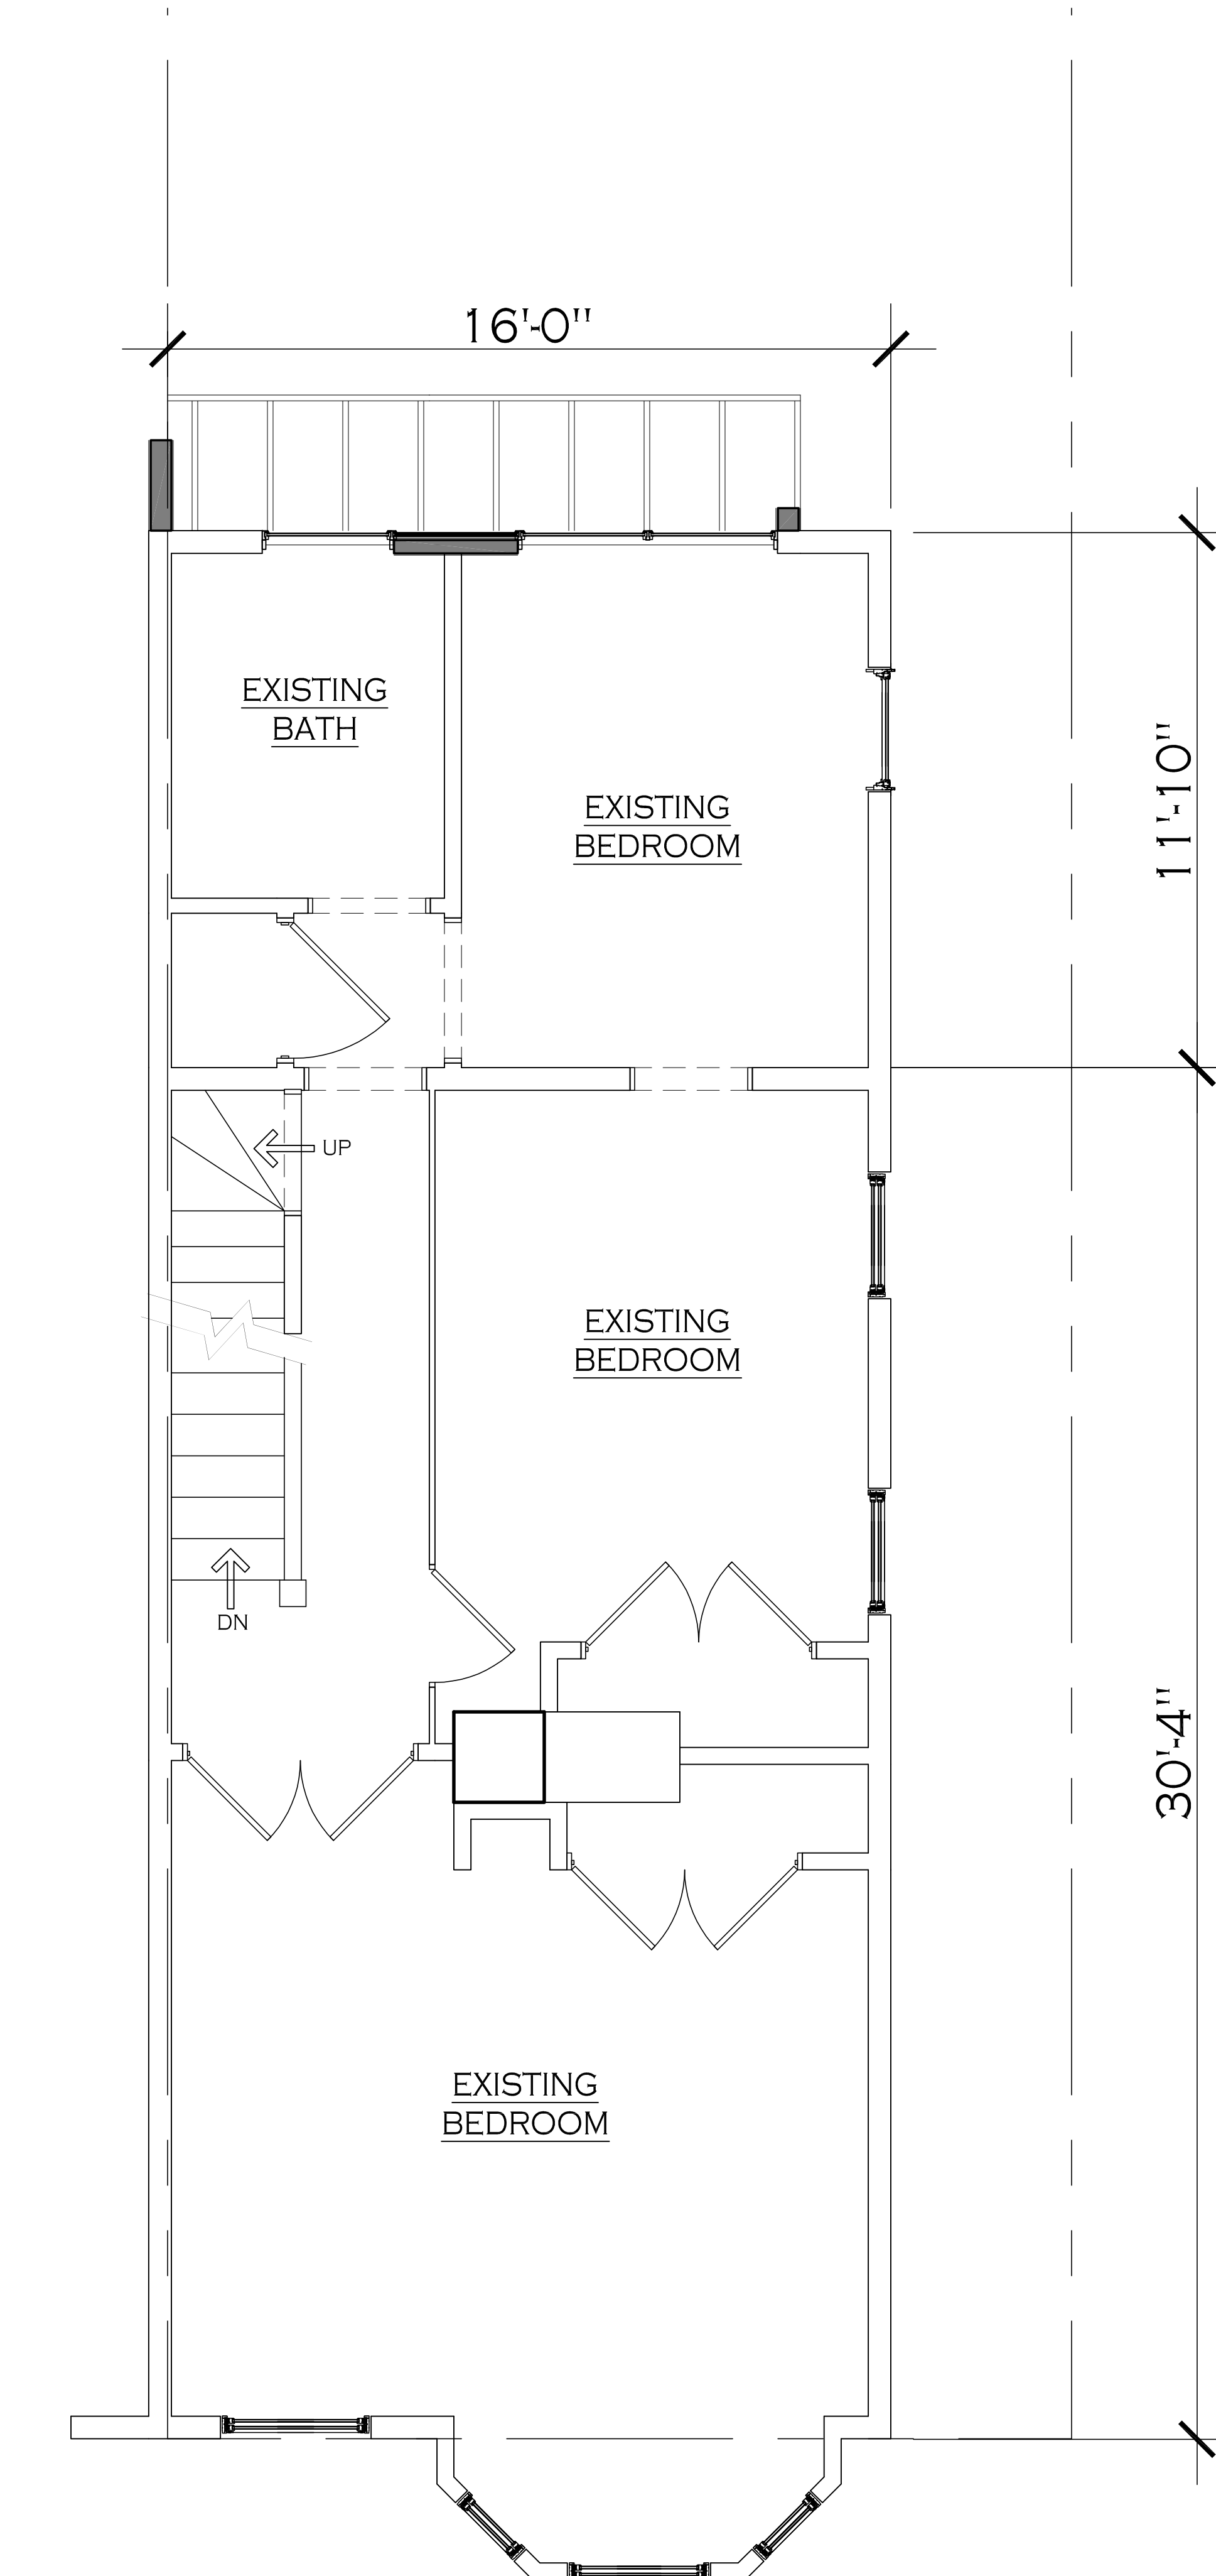 16'-0"
EXISTING
BATH
EXISTING
BEDROOM
11'-10"
UP
EXISTING
BEDROOM
DN
30'-4"
EXISTING
BEDROOM